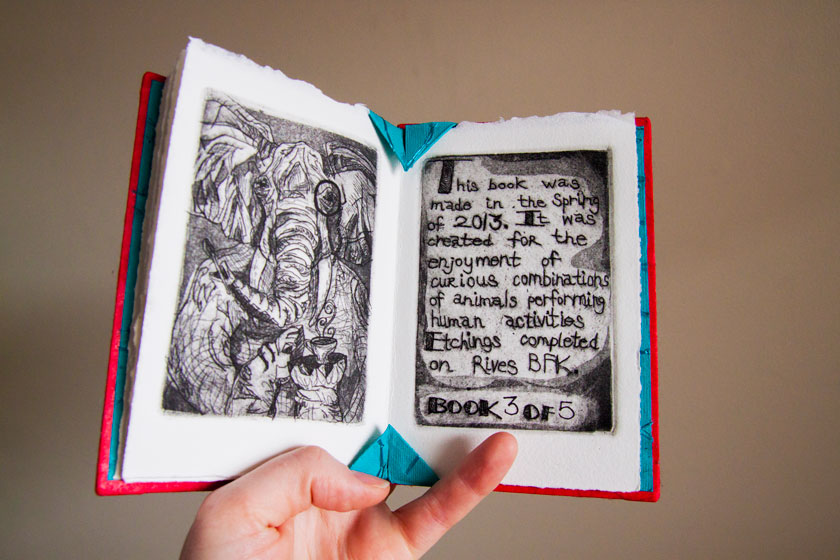 This book was
made in the Spring
of 2013. It was
created for the
enjoyment of
curious combinations
of animals performing
human activities
Etchings completed
on Rives BFK.
BOOK 3 OF 5